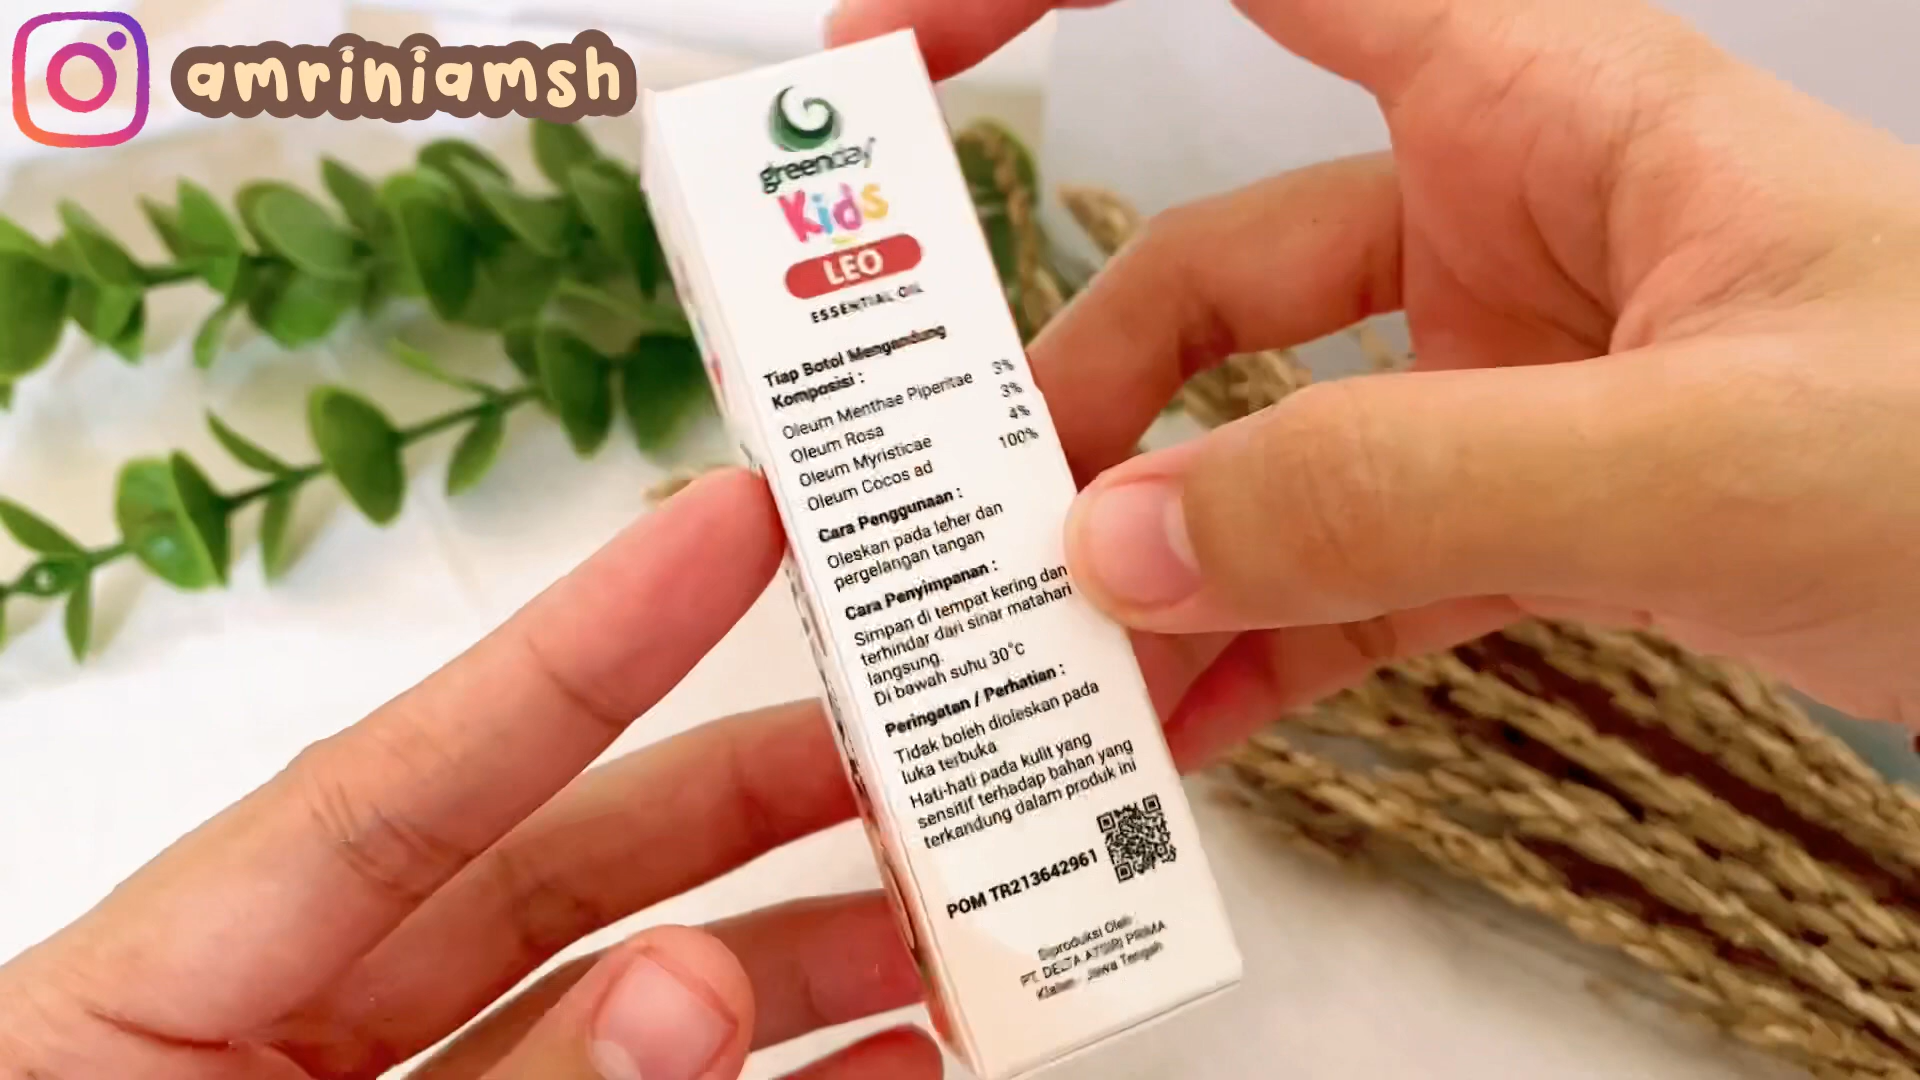 amriniamsh
greenday
Kids
LEO
ESSENTIAL OIL
Tiap Botol Mengandung
Komposisi :
Oleum Menthae Piperitae 3%
Oleum Rosa 3%
Oleum Myristicae 4%
Oleum Cocos ad 100%
Cara Penggunaan :
Oleskan pada leher dan
pergelangan tangan
Cara Penyimpanan :
Simpan di tempat kering dan
terhindar dari sinar matahari
langsung.
Di bawah suhu 30°C
Peringatan / Perhatian :
Tidak boleh dioleskan pada
luka terbuka
Hati-hati pada kulit yang
sensitif terhadap bahan yang
terkandung dalam produk ini
POM TR213642961
Diproduksi Oleh
PT. DELTA ATSIRI PRIMA
Klaten - Jawa Tengah